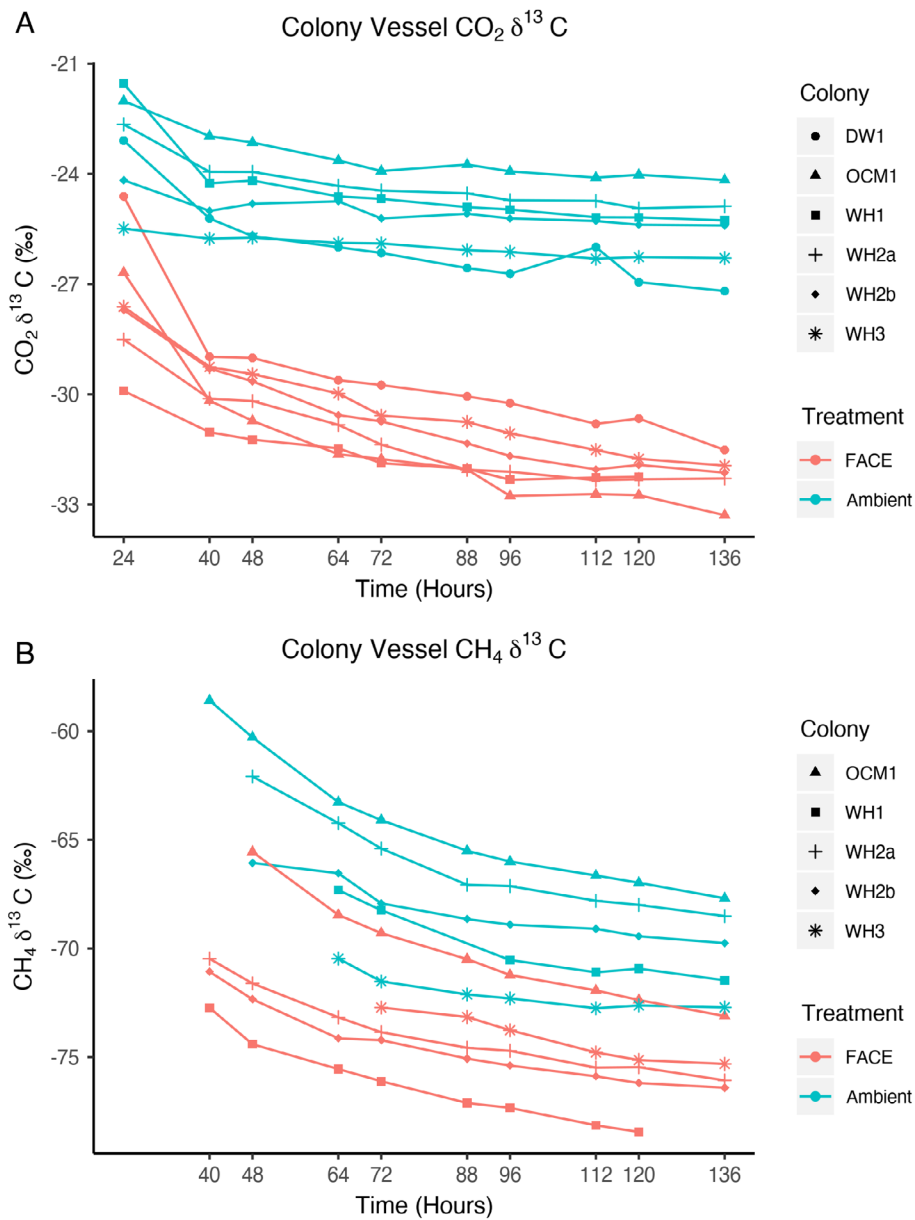 A
Colony Vessel CO₂ δ¹³ C
-21
-24
-27
-30
-33
CO₂ δ¹³ C (‰)
24 40 48 64 72 88 96 112 120 136
Time (Hours)
Colony
DW1
OCM1
WH1
WH2a
WH2b
WH3
Treatment
FACE
Ambient
B
Colony Vessel CH₄ δ¹³ C
-60
-65
-70
-75
CH₄ δ¹³ C (‰)
40 48 64 72 88 96 112 120 136
Time (Hours)
Colony
OCM1
WH1
WH2a
WH2b
WH3
Treatment
FACE
Ambient